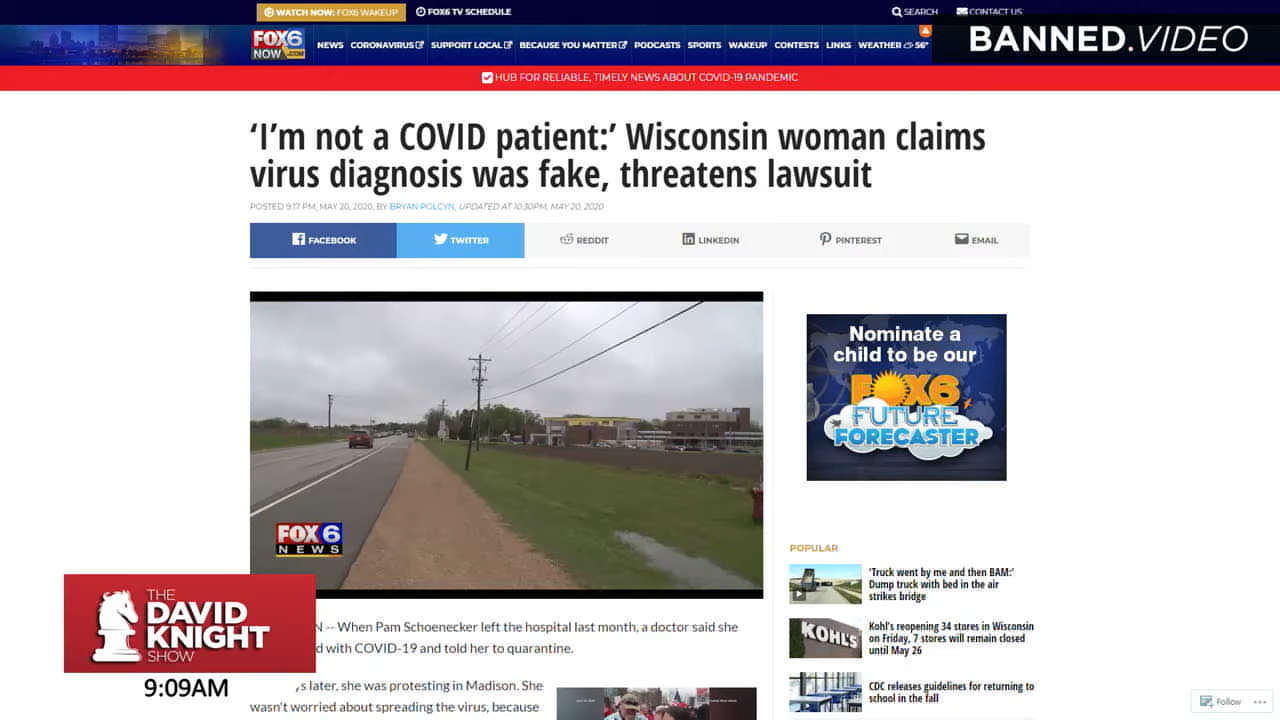 WATCH NOW: FOX6 WAKEUP
FOX6 TV SCHEDULE
SEARCH
CONTACT US
FOX6
NOW.COM
NEWS
CORONAVIRUS
SUPPORT LOCAL
BECAUSE YOU MATTER
PODCASTS
SPORTS
WAKEUP
CONTESTS
LINKS
WEATHER
56°
BANNED.VIDEO
HUB FOR RELIABLE, TIMELY NEWS ABOUT COVID-19 PANDEMIC
‘I’m not a COVID patient:’ Wisconsin woman claims
virus diagnosis was fake, threatens lawsuit
POSTED 9:17 PM, MAY 20, 2020, BY BRYAN POLCYN, UPDATED AT 10:30PM, MAY 20, 2020
FACEBOOK
TWITTER
REDDIT
LINKEDIN
PINTEREST
EMAIL
FOX 6
NEWS
Nominate a
child to be our
FOX6
FUTURE
FORECASTER
POPULAR
‘Truck went by me and then BAM:’
Dump truck with bed in the air
strikes bridge
KOHL'S
Kohl’s reopening 34 stores in Wisconsin
on Friday, 7 stores will remain closed
until May 26
CDC releases guidelines for returning to
school in the fall
N -- When Pam Schoenecker left the hospital last month, a doctor said she
d with COVID-19 and told her to quarantine.
s later, she was protesting in Madison. She
wasn't worried about spreading the virus, because
THE
DAVID
KNIGHT
SHOW
9:09AM
Follow